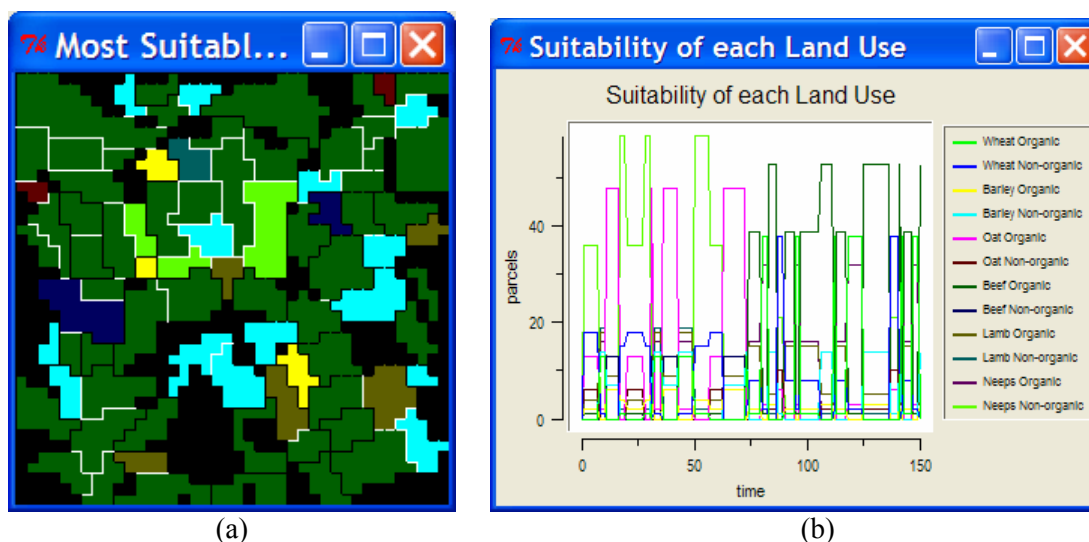 Most Suitabl...
(a)
Suitability of each Land Use
Suitability of each Land Use
parcels
40
20
0
0
50
100
150
time
Wheat Organic
Wheat Non-organic
Barley Organic
Barley Non-organic
Oat Organic
Oat Non-organic
Beef Organic
Beef Non-organic
Lamb Organic
Lamb Non-organic
Neeps Organic
Neeps Non-organic
(b)